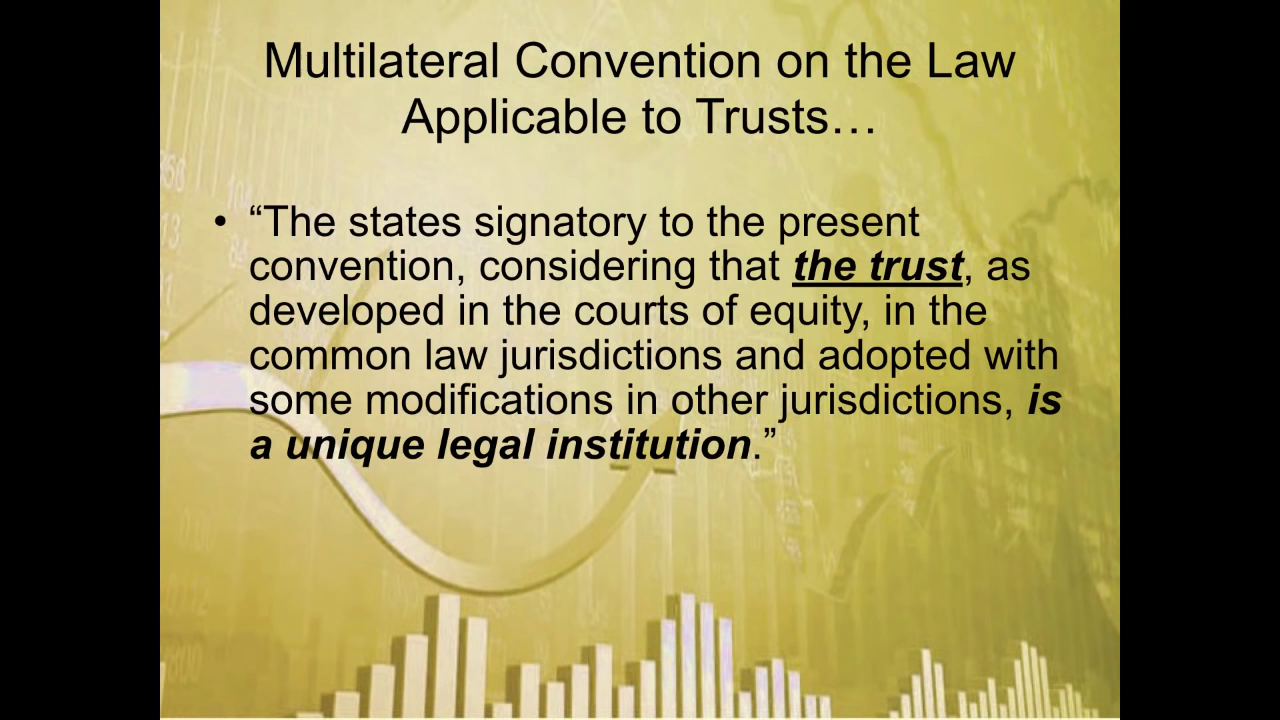 Multilateral Convention on the Law
Applicable to Trusts…
• “The states signatory to the present
convention, considering that the trust, as
developed in the courts of equity, in the
common law jurisdictions and adopted with
some modifications in other jurisdictions, is
a unique legal institution.”